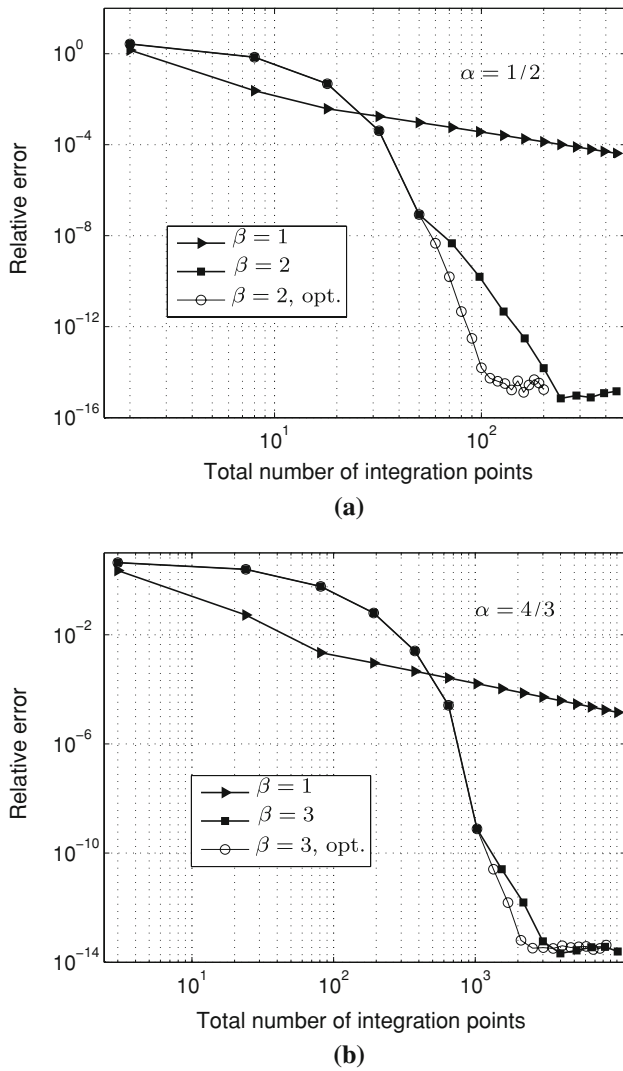 10^0
10^-4
10^-8
10^-12
10^-16
Relative error
α = 1/2
β = 1
β = 2
β = 2, opt.
10^1
10^2
Total number of integration points
(a)
10^-2
10^-6
10^-10
10^-14
Relative error
α = 4/3
β = 1
β = 3
β = 3, opt.
10^1
10^2
10^3
Total number of integration points
(b)